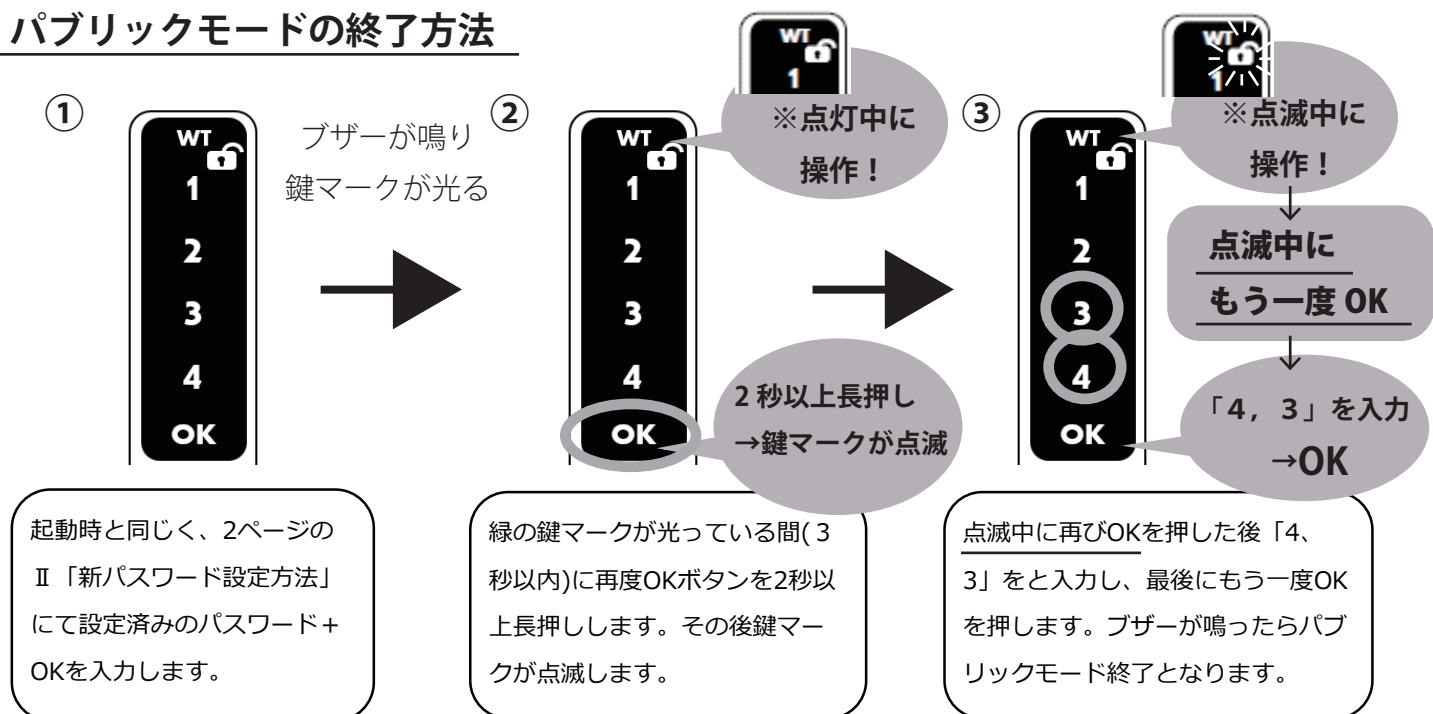 パブリックモードの終了方法
①
WT
1
2
3
4
OK
ブザーが鳴り
鍵マークが光る
②
WT
1
※点灯中に
操作！
WT
1
2
3
4
OK
2 秒以上長押し
→鍵マークが点滅
③
WT
1
※点滅中に
操作！
点滅中に
もう一度 OK
「4，3」を入力
→OK
WT
1
2
3
4
OK
起動時と同じく、2ページの
Ⅱ「新パスワード設定方法」
にて設定済みのパスワード＋
OKを入力します。
緑の鍵マークが光っている間(３
秒以内)に再度OKボタンを2秒以
上長押しします。その後鍵マー
クが点滅します。
点滅中に再びOKを押した後「4、
3」をと入力し、最後にもう一度OK
を押します。ブザーが鳴ったらパブ
リックモード終了となります。